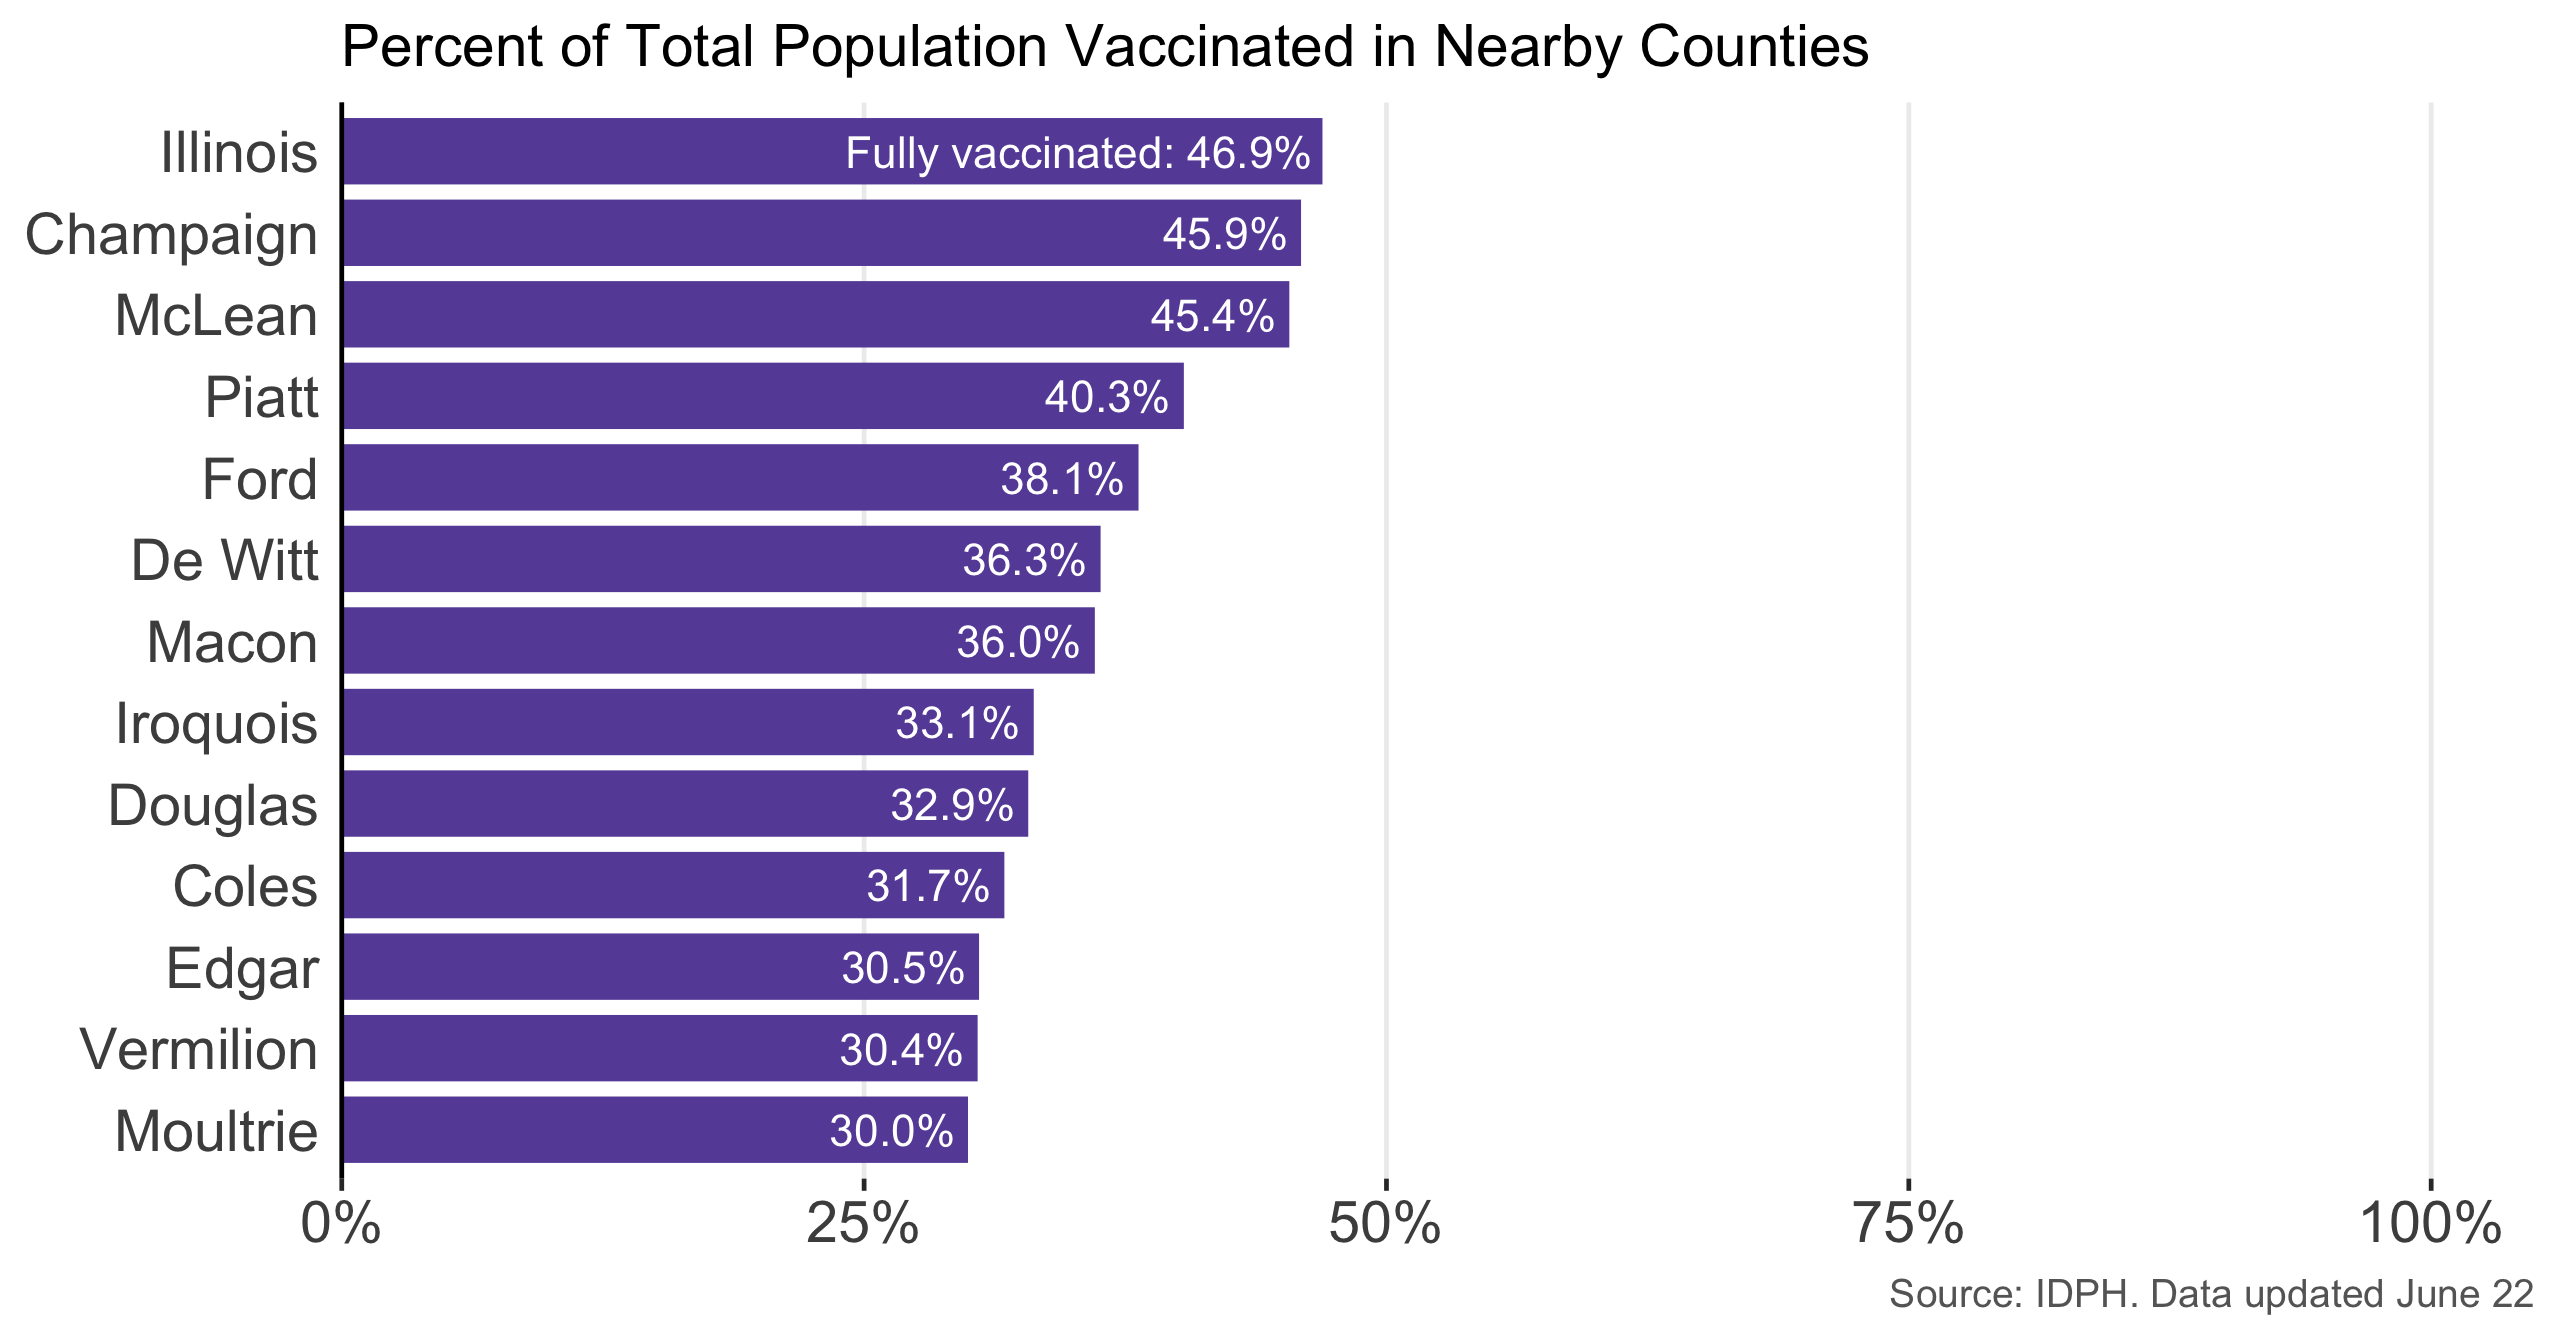 Percent of Total Population Vaccinated in Nearby Counties
Illinois Fully vaccinated: 46.9%
Champaign 45.9%
McLean 45.4%
Piatt 40.3%
Ford 38.1%
De Witt 36.3%
Macon 36.0%
Iroquois 33.1%
Douglas 32.9%
Coles 31.7%
Edgar 30.5%
Vermilion 30.4%
Moultrie 30.0%
0% 25% 50% 75% 100%
Source: IDPH. Data updated June 22